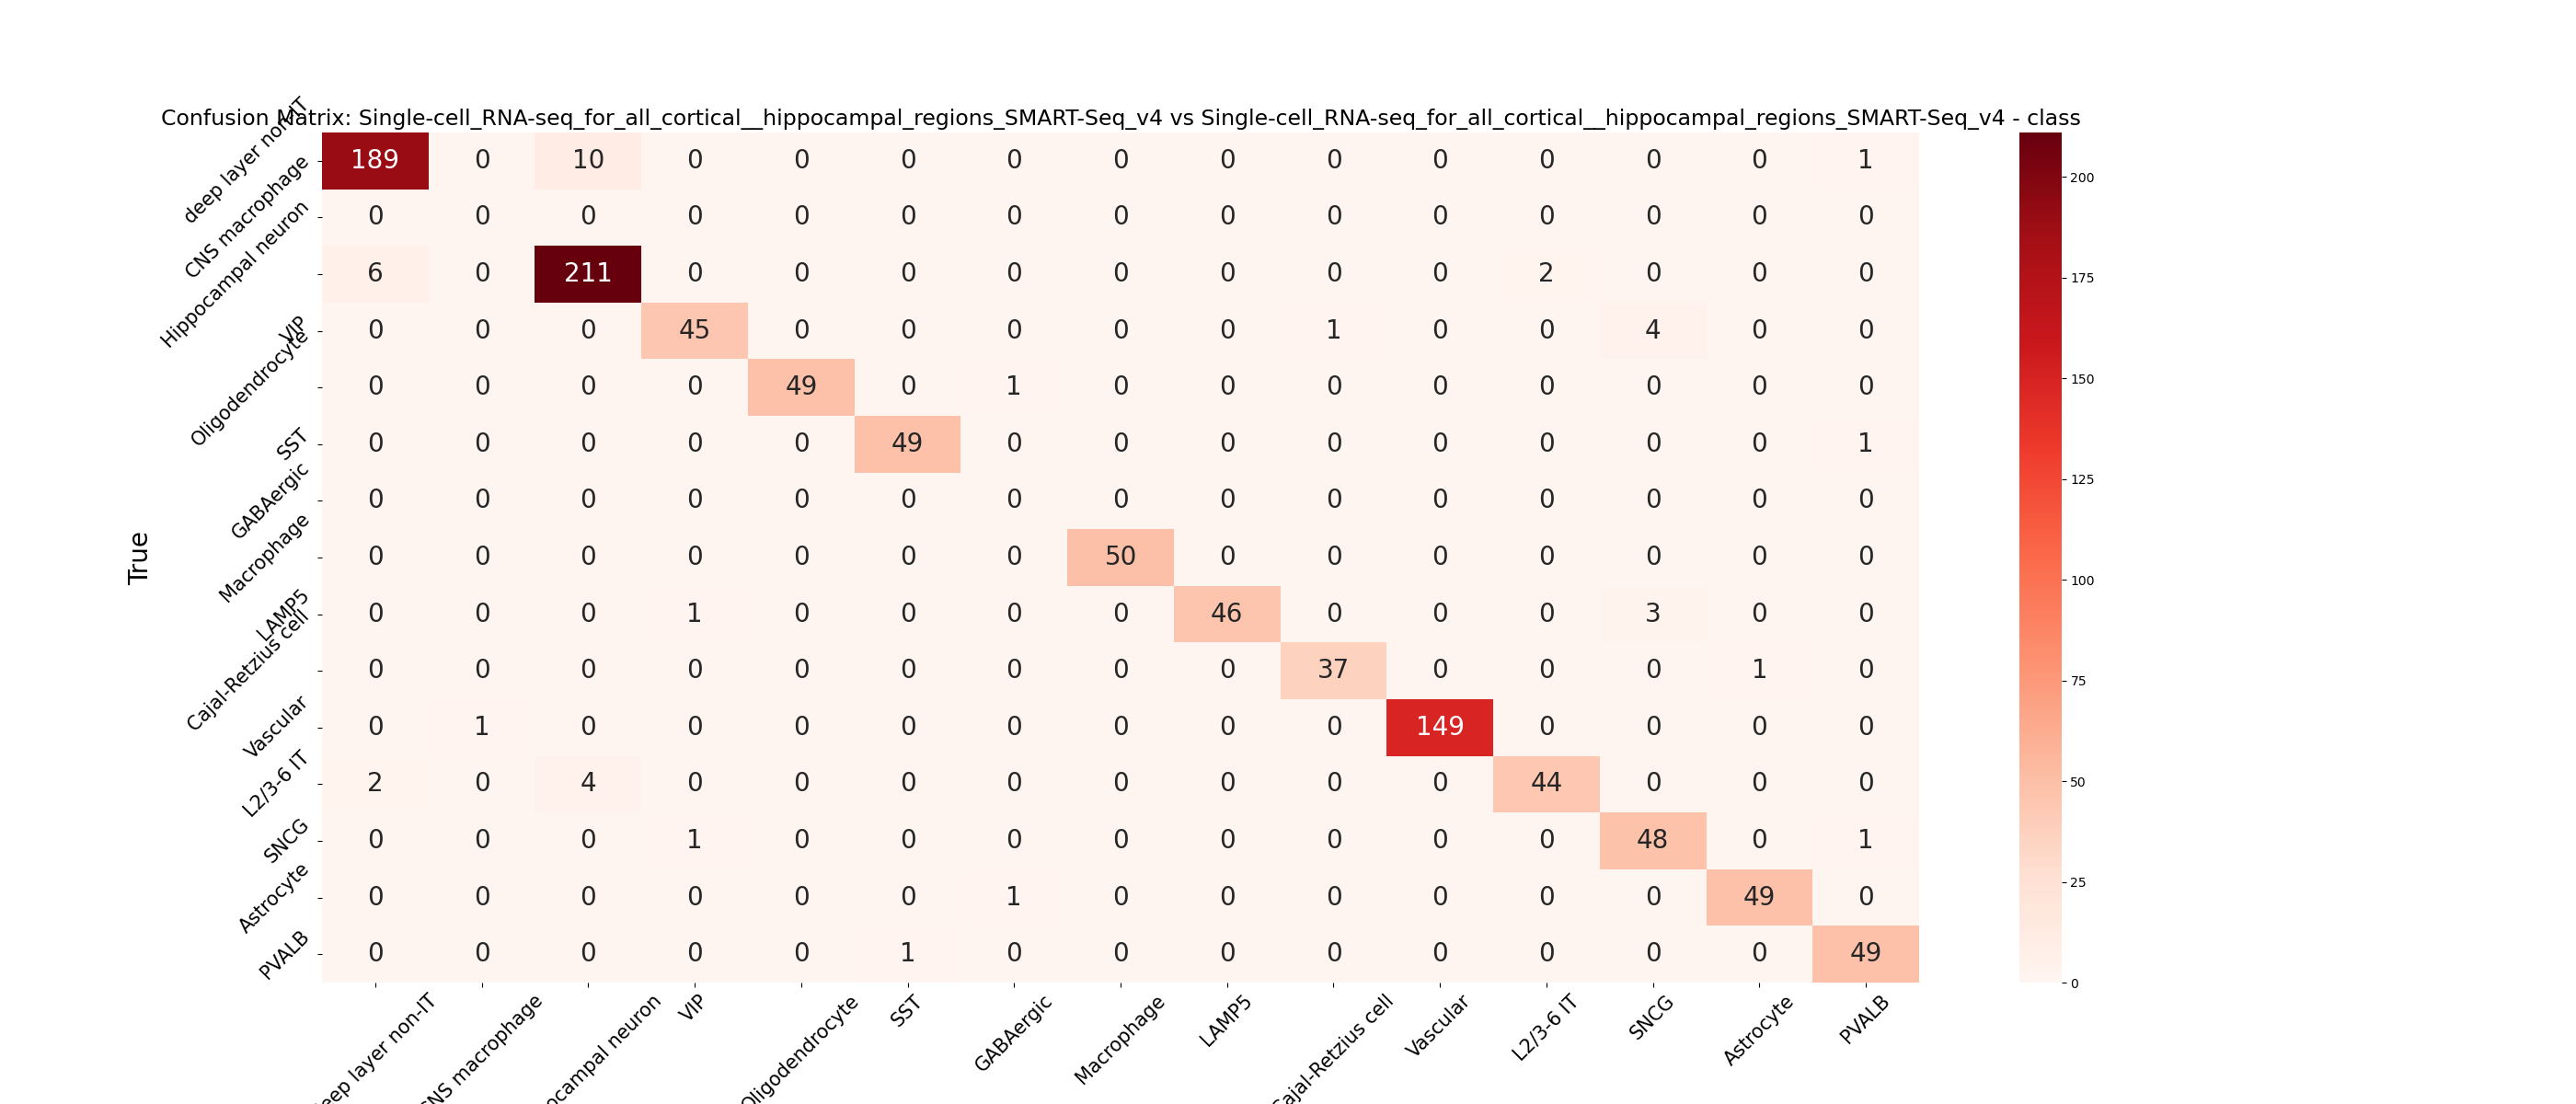 Confusion Matrix: Single-cell_RNA-seq_for_all_cortical__hippocampal_regions_SMART-Seq_v4 vs Single-cell_RNA-seq_for_all_cortical__hippocampal_regions_SMART-Seq_v4 - class
True
deep layer non-IT 189 0 10 0 0 0 0 0 0 0 0 0 0 0 1
CNS macrophage 0 0 0 0 0 0 0 0 0 0 0 0 0 0 0
Hippocampal neuron 6 0 211 0 0 0 0 0 0 0 0 2 0 0 0
VIP 0 0 0 45 0 0 0 0 0 1 0 0 4 0 0
Oligodendrocyte 0 0 0 0 49 0 1 0 0 0 0 0 0 0 0
SST 0 0 0 0 0 49 0 0 0 0 0 0 0 0 1
GABAergic 0 0 0 0 0 0 0 0 0 0 0 0 0 0 0
Macrophage 0 0 0 0 0 0 0 50 0 0 0 0 0 0 0
LAMP5 0 0 0 1 0 0 0 0 46 0 0 0 3 0 0
Cajal-Retzius cell 0 0 0 0 0 0 0 0 0 37 0 0 0 1 0
Vascular 0 1 0 0 0 0 0 0 0 0 149 0 0 0 0
L2/3-6 IT 2 0 4 0 0 0 0 0 0 0 0 44 0 0 0
SNCG 0 0 0 1 0 0 0 0 0 0 0 0 48 0 1
Astrocyte 0 0 0 0 0 0 1 0 0 0 0 0 0 49 0
PVALB 0 0 0 0 0 1 0 0 0 0 0 0 0 0 49
eep layer non-IT
CNS macrophage
ocampal neuron
VIP
Oligodendrocyte
SST
GABAergic
Macrophage
LAMP5
Cajal-Retzius cell
Vascular
L2/3-6 IT
SNCG
Astrocyte
PVALB
200
175
150
125
100
75
50
25
0